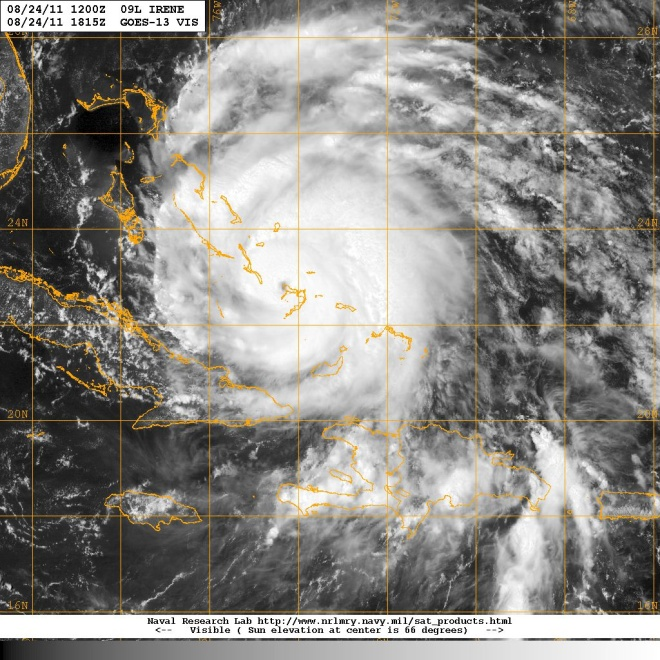 08/24/11 1200Z 09L IRENE
08/24/11 1815Z GOES-13 VIS
28N
24N 24N
20N 20N
16N 16N
Naval Research Lab http://www.nrlmry.navy.mil/sat_products.html
<-- Visible ( Sun elevation at center is 66 degrees) -->